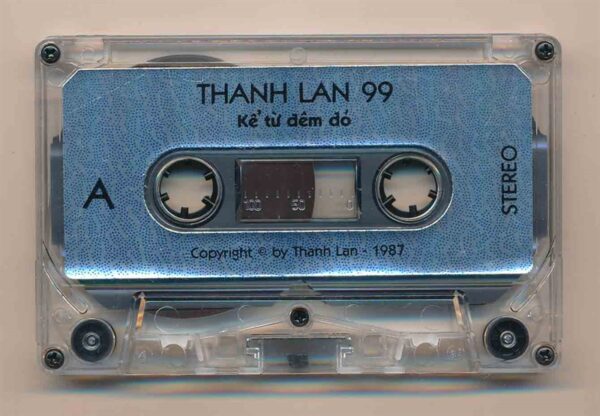 THANH LAN 99
Kể từ đêm đó
A
STEREO
100 50 0
Copyright © by Thanh Lan - 1987